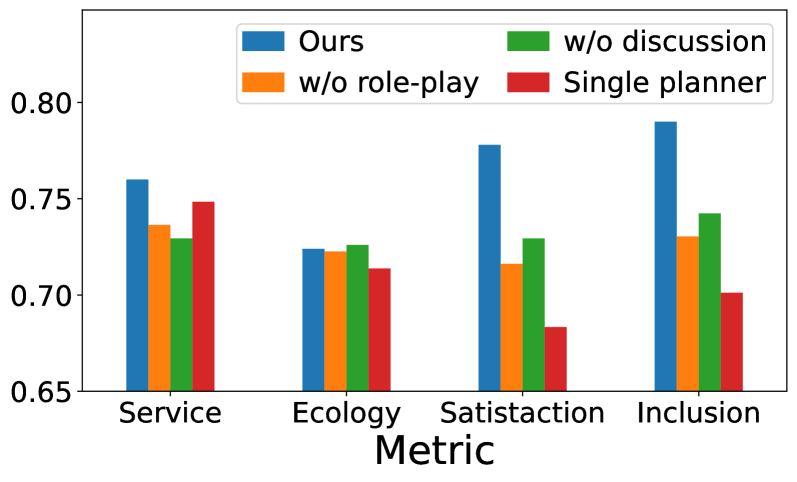 Ours
w/o discussion
w/o role-play
Single planner
0.80
0.75
0.70
0.65
Service
Ecology
Satistaction
Inclusion
Metric